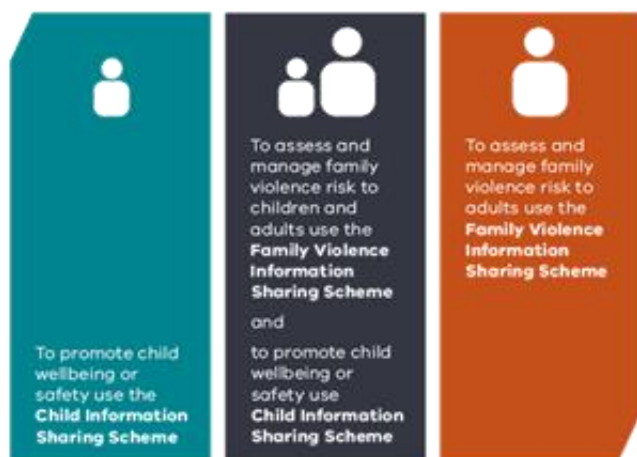 To promote child
wellbeing or
safety use the
Child Information
Sharing Scheme
To assess and
manage family
violence risk to
children and
adults use the
Family Violence
Information
Sharing Scheme
and
to promote child
wellbeing or
safety use
Child Information
Sharing Scheme
To assess and
manage family
violence risk to
adults use the
Family Violence
Information
Sharing Scheme